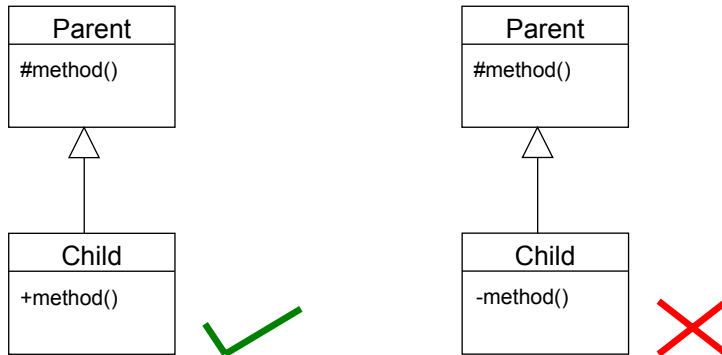 Parent
#method()
Child
+method()
Parent
#method()
Child
-method()